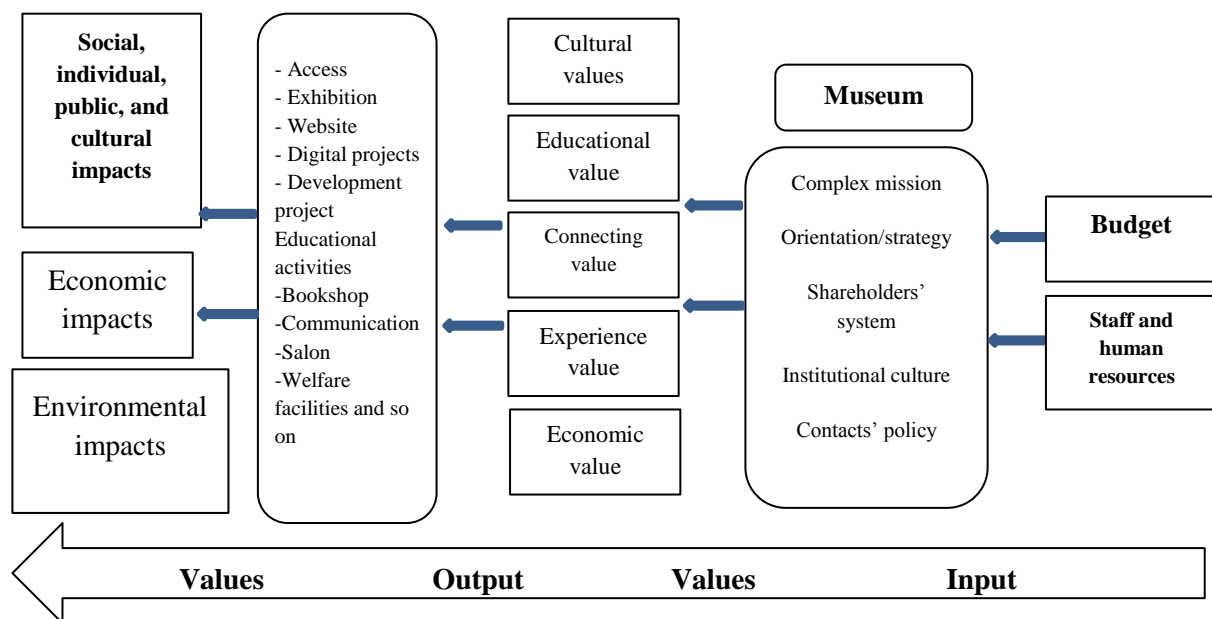 Social,
individual,
public, and
cultural
impacts
Economic
impacts
Environmental
impacts
- Access
- Exhibition
- Website
- Digital projects
- Development
project
Educational
activities
-Bookshop
-Communication
-Salon
-Welfare
facilities and so
on
Cultural
values
Educational
value
Connecting
value
Experience
value
Economic
value
Museum
Complex mission
Orientation/strategy
Shareholders’
system
Institutional culture
Contacts’ policy
Budget
Staff and
human
resources
Values Output Values Input